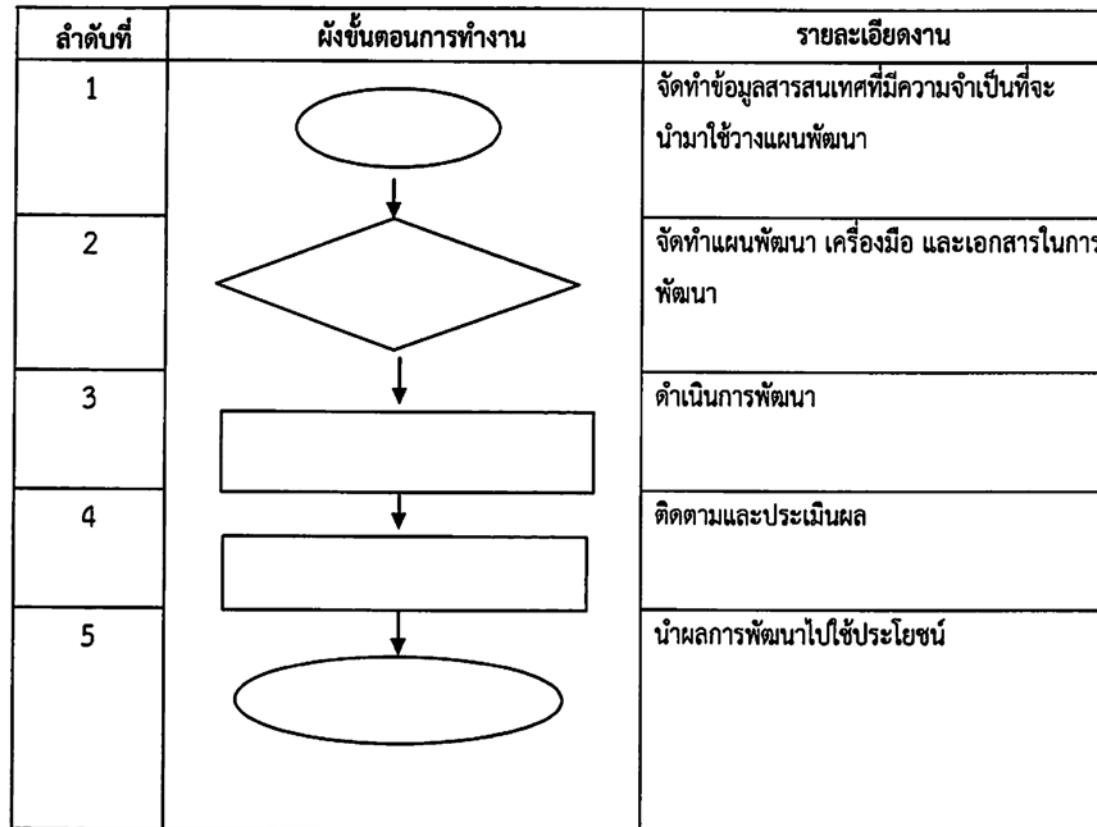 ลำดับที่ ผังขั้นตอนการทำงาน รายละเอียดงาน
1 จัดทำข้อมูลสารสนเทศที่มีความจำเป็นที่จะ
นำมาใช้วางแผนพัฒนา
2 จัดทำแผนพัฒนา เครื่องมือ และเอกสารในการ
พัฒนา
3 ดำเนินการพัฒนา
4 ติดตามและประเมินผล
5 นำผลการพัฒนาไปใช้ประโยชน์